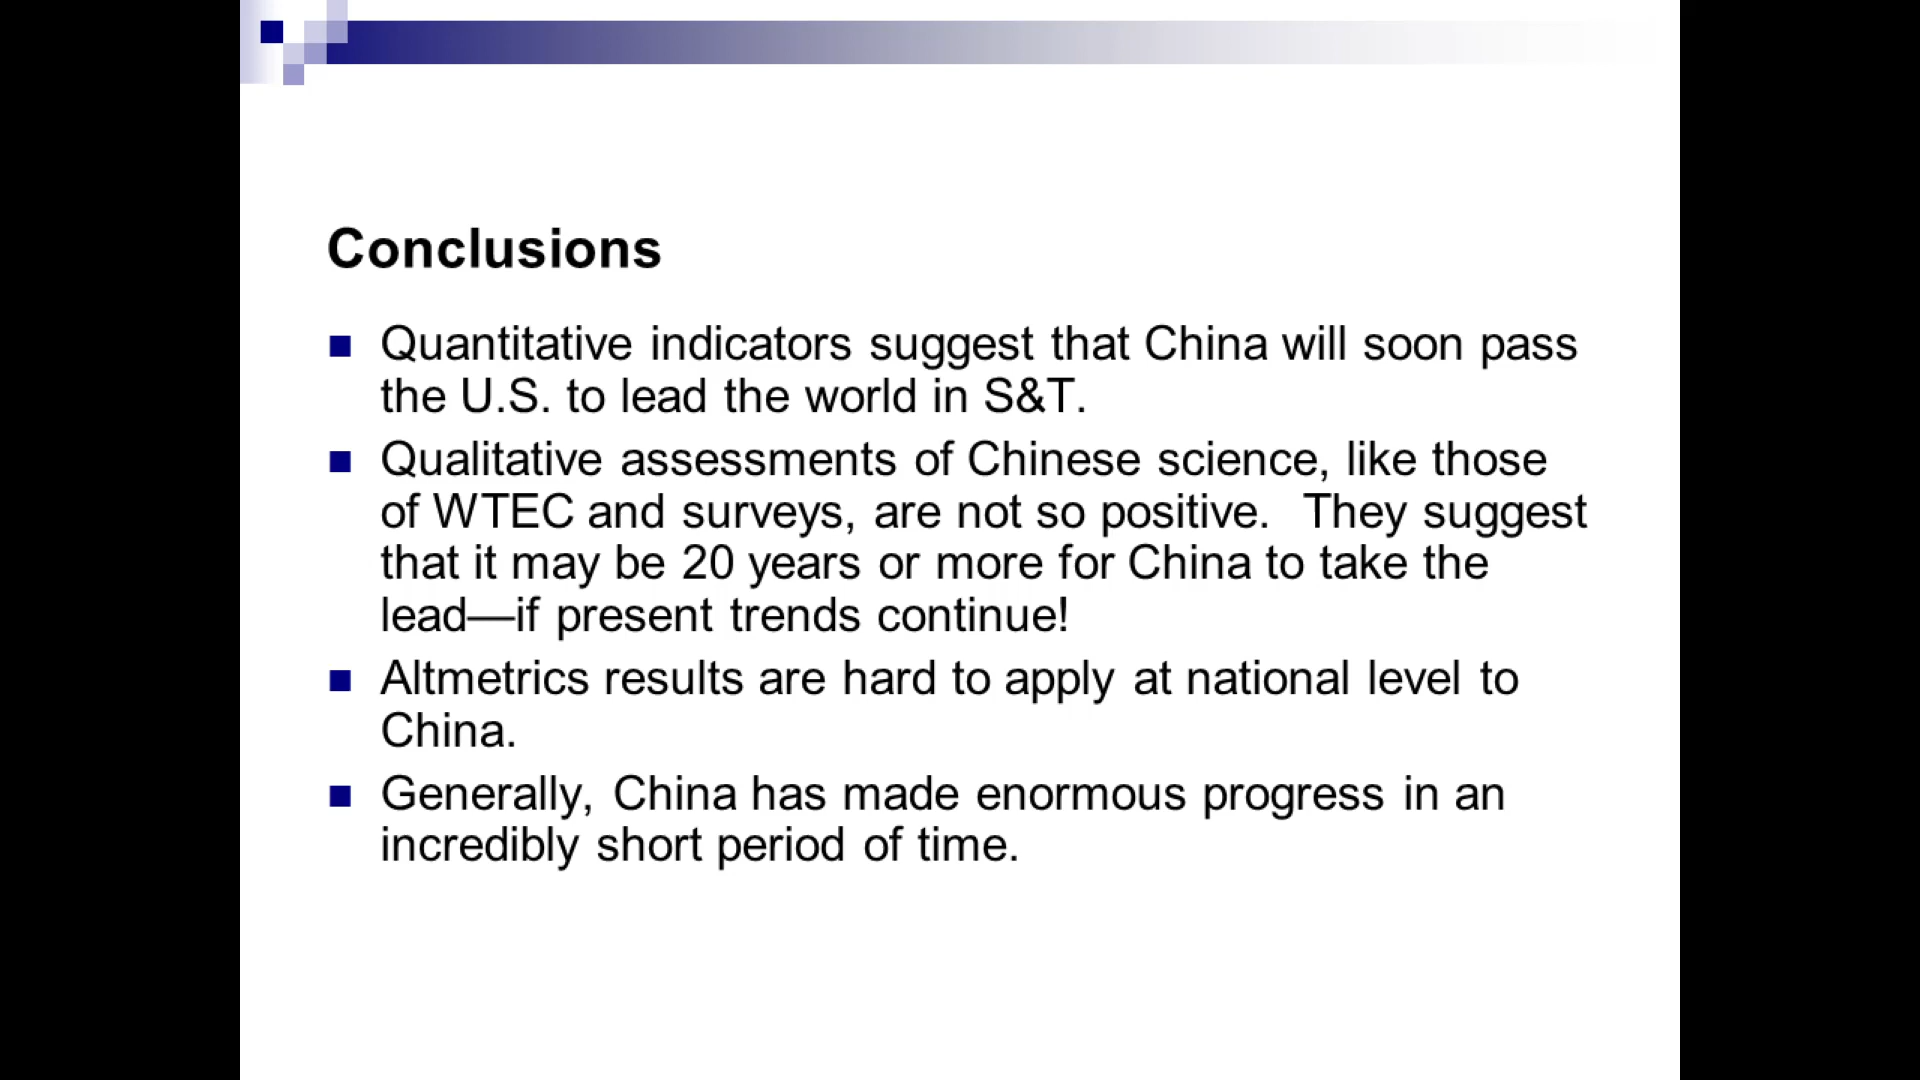 Conclusions
Quantitative indicators suggest that China will soon pass
the U.S. to lead the world in S&T.
Qualitative assessments of Chinese science, like those
of WTEC and surveys, are not so positive.  They suggest
that it may be 20 years or more for China to take the
lead—if present trends continue!
Altmetrics results are hard to apply at national level to
China.
Generally, China has made enormous progress in an
incredibly short period of time.